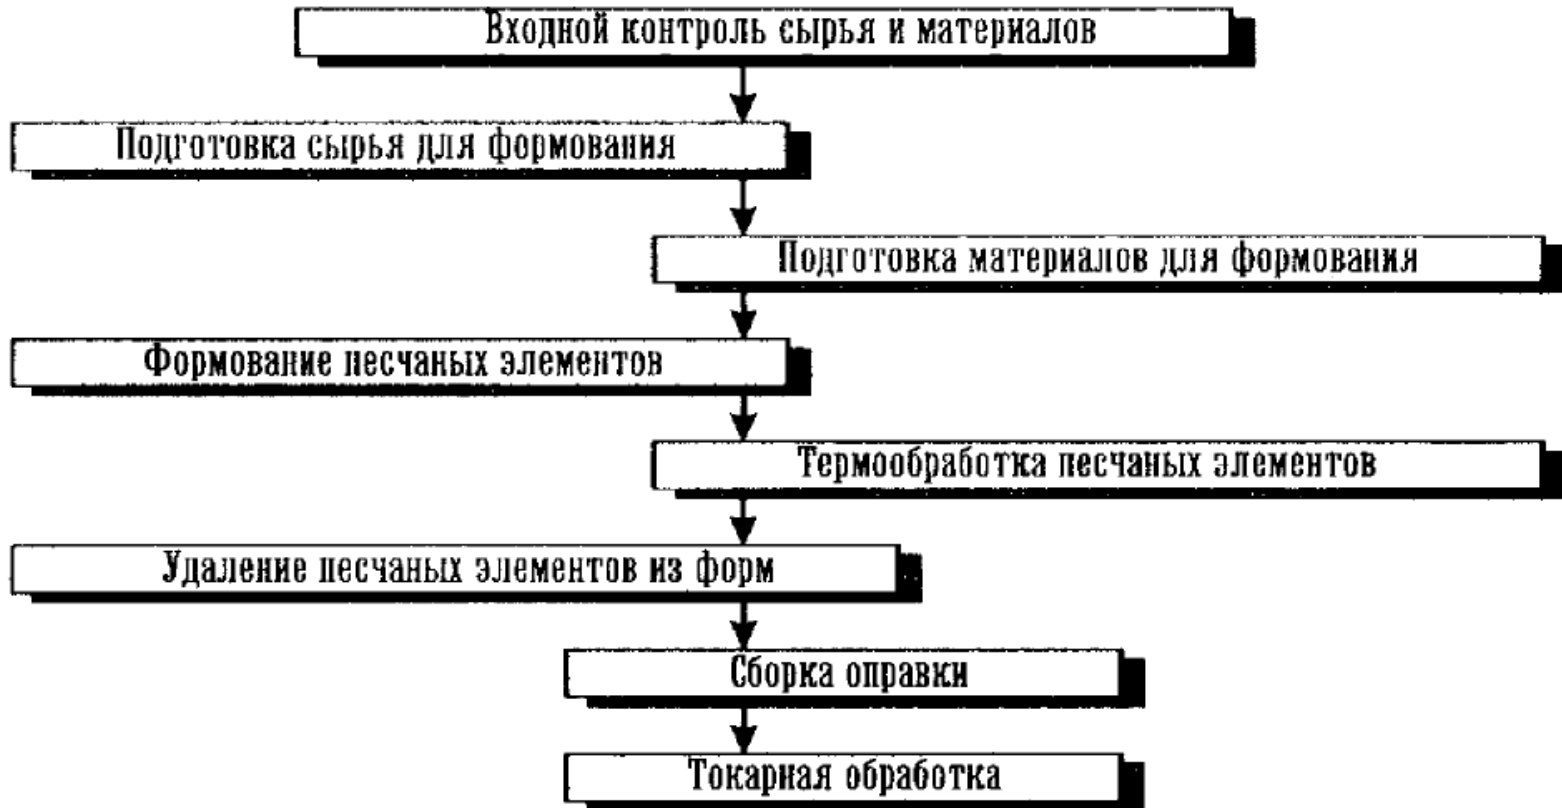 Входной контроль сырья и материалов
Подготовка сырья для формования
Подготовка материалов для формования
Формование песчаных элементов
Термообработка песчаных элементов
Удаление песчаных элементов из форм
Сборка оправки
Токарная обработка